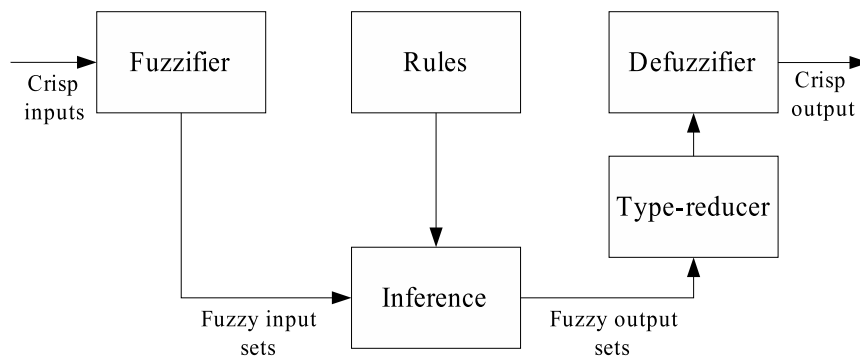 Fuzzifier
Rules
Defuzzifier
Crisp
inputs
Crisp
output
Type-reducer
Inference
Fuzzy input
sets
Fuzzy output
sets